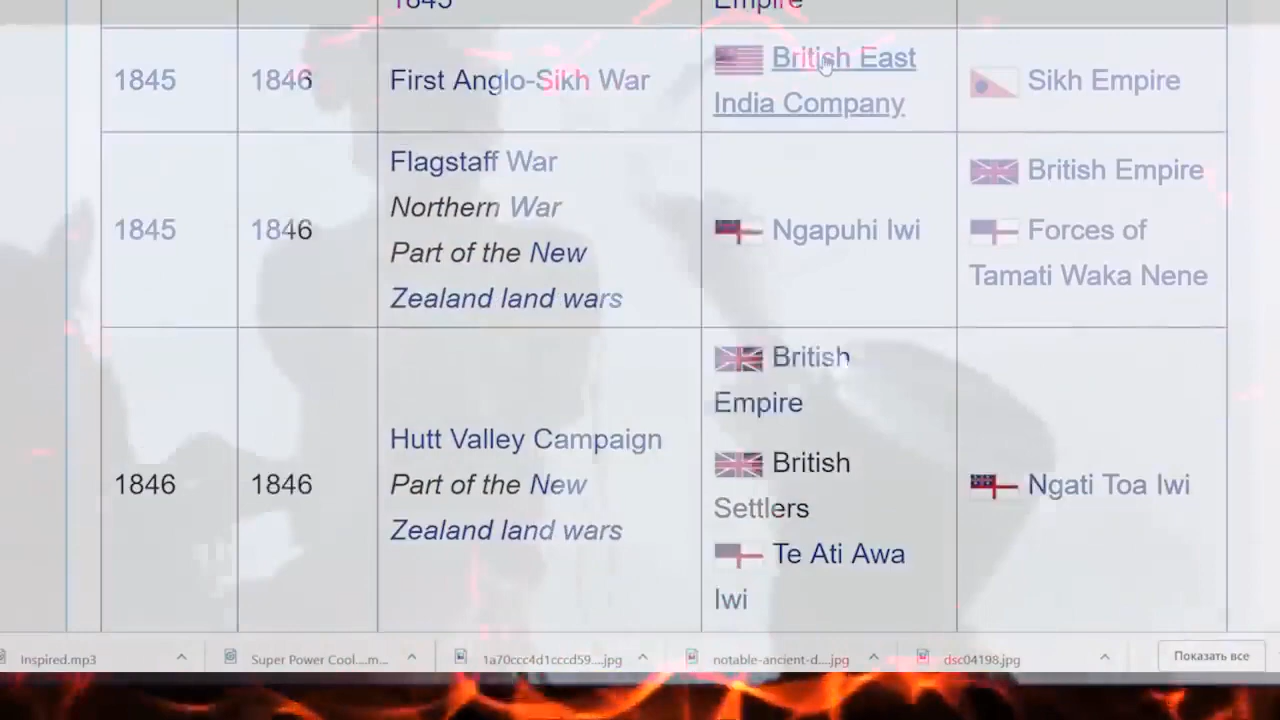 1845
Empire
1845
1846
First Anglo-Sikh War
British East
India Company
Sikh Empire
1845
1846
Flagstaff War
Northern War
Part of the New
Zealand land wars
Ngapuhi Iwi
British Empire
Forces of
Tamati Waka Nene
1846
1846
Hutt Valley Campaign
Part of the New
Zealand land wars
British
Empire
British
Settlers
Te Ati Awa
Iwi
Ngati Toa Iwi
Inspired.mp3
Super Power Cool....m...
1a70ccc4d1cccd59....jpg
notable-ancient-d....jpg
dsc04198.jpg
Показать все